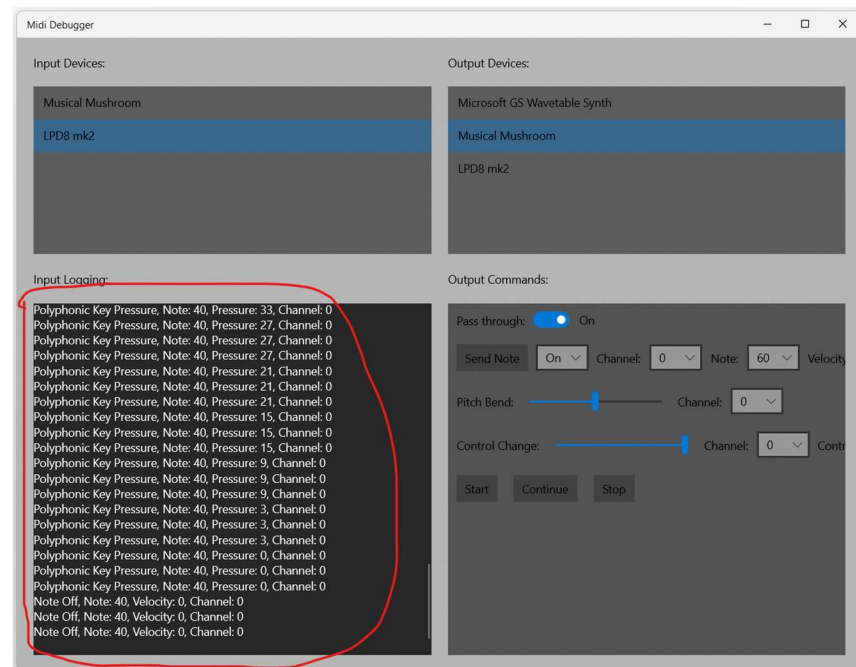 Midi Debugger
Input Devices:
Musical Mushroom
LPD8 mk2
Output Devices:
Microsoft GS Wavetable Synth
Musical Mushroom
LPD8 mk2
Input Logging:
Polyphonic Key Pressure, Note: 40, Pressure: 33, Channel: 0
Polyphonic Key Pressure, Note: 40, Pressure: 27, Channel: 0
Polyphonic Key Pressure, Note: 40, Pressure: 27, Channel: 0
Polyphonic Key Pressure, Note: 40, Pressure: 27, Channel: 0
Polyphonic Key Pressure, Note: 40, Pressure: 21, Channel: 0
Polyphonic Key Pressure, Note: 40, Pressure: 21, Channel: 0
Polyphonic Key Pressure, Note: 40, Pressure: 21, Channel: 0
Polyphonic Key Pressure, Note: 40, Pressure: 15, Channel: 0
Polyphonic Key Pressure, Note: 40, Pressure: 15, Channel: 0
Polyphonic Key Pressure, Note: 40, Pressure: 15, Channel: 0
Polyphonic Key Pressure, Note: 40, Pressure: 9, Channel: 0
Polyphonic Key Pressure, Note: 40, Pressure: 9, Channel: 0
Polyphonic Key Pressure, Note: 40, Pressure: 9, Channel: 0
Polyphonic Key Pressure, Note: 40, Pressure: 3, Channel: 0
Polyphonic Key Pressure, Note: 40, Pressure: 3, Channel: 0
Polyphonic Key Pressure, Note: 40, Pressure: 3, Channel: 0
Polyphonic Key Pressure, Note: 40, Pressure: 0, Channel: 0
Polyphonic Key Pressure, Note: 40, Pressure: 0, Channel: 0
Polyphonic Key Pressure, Note: 40, Pressure: 0, Channel: 0
Note Off, Note: 40, Velocity: 0, Channel: 0
Note Off, Note: 40, Velocity: 0, Channel: 0
Note Off, Note: 40, Velocity: 0, Channel: 0
Output Commands:
Pass through: On
Send Note On Channel: 0 Note: 60 Velocity
Pitch Bend: Channel: 0
Control Change: Channel: 0 Contr
Start Continue Stop